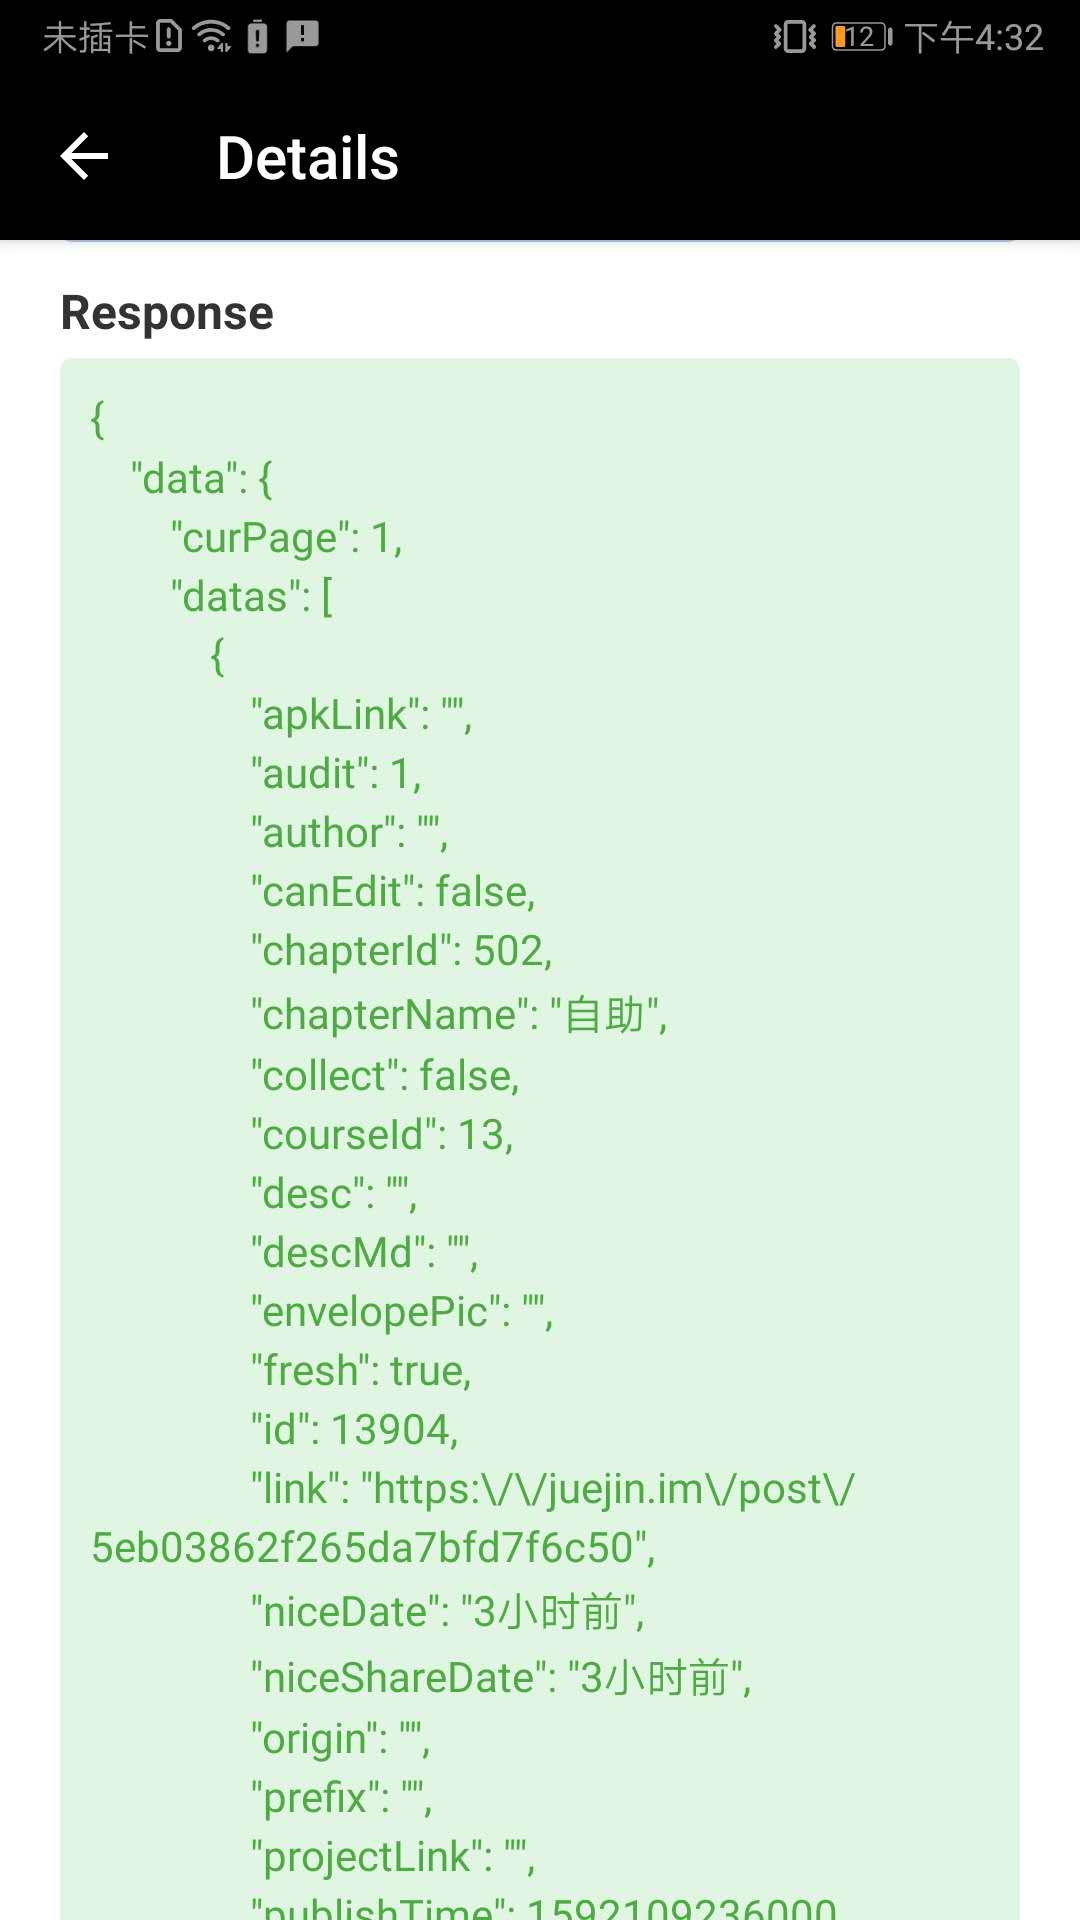 未插卡
12 下午4:32
Details
Response
{
"data": {
"curPage": 1,
"datas": [
{
"apkLink": "",
"audit": 1,
"author": "",
"canEdit": false,
"chapterId": 502,
"chapterName": "自助",
"collect": false,
"courseId": 13,
"desc": "",
"descMd": "",
"envelopePic": "",
"fresh": true,
"id": 13904,
"link": "https:\/\/juejin.im\/post\/
5eb03862f265da7bfd7f6c50",
"niceDate": "3小时前",
"niceShareDate": "3小时前",
"origin": "",
"prefix": "",
"projectLink": "",
"publishTime": 1592109236000